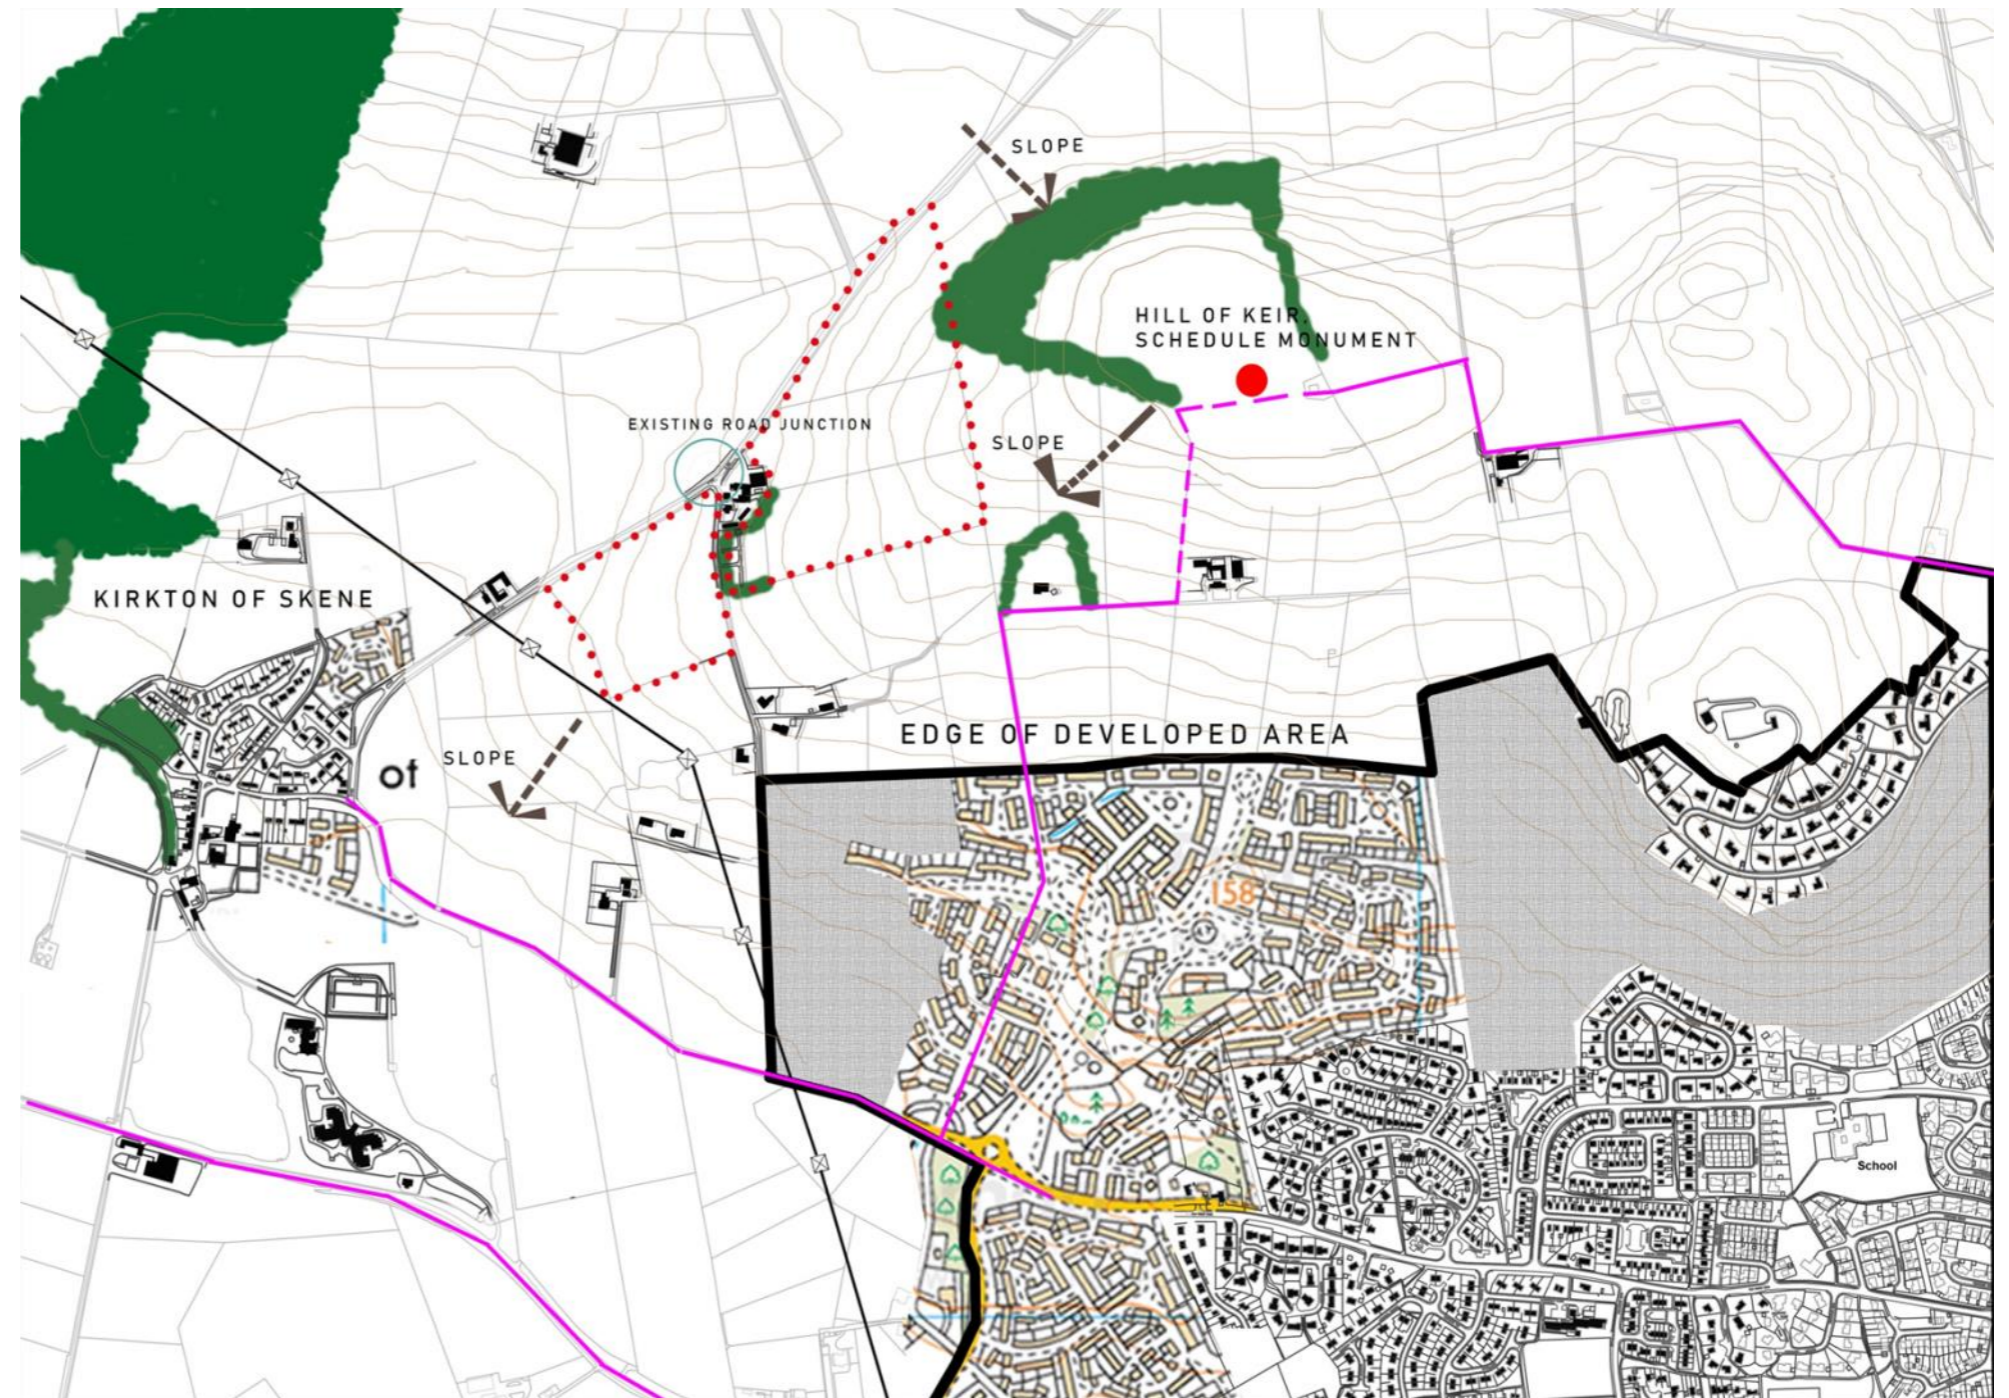 SLOPE
HILL OF KEIR,
SCHEDULE MONUMENT
EXISTING ROAD JUNCTION
SLOPE
KIRKTON OF SKENE
EDGE OF DEVELOPED AREA
SLOPE
of
158
School